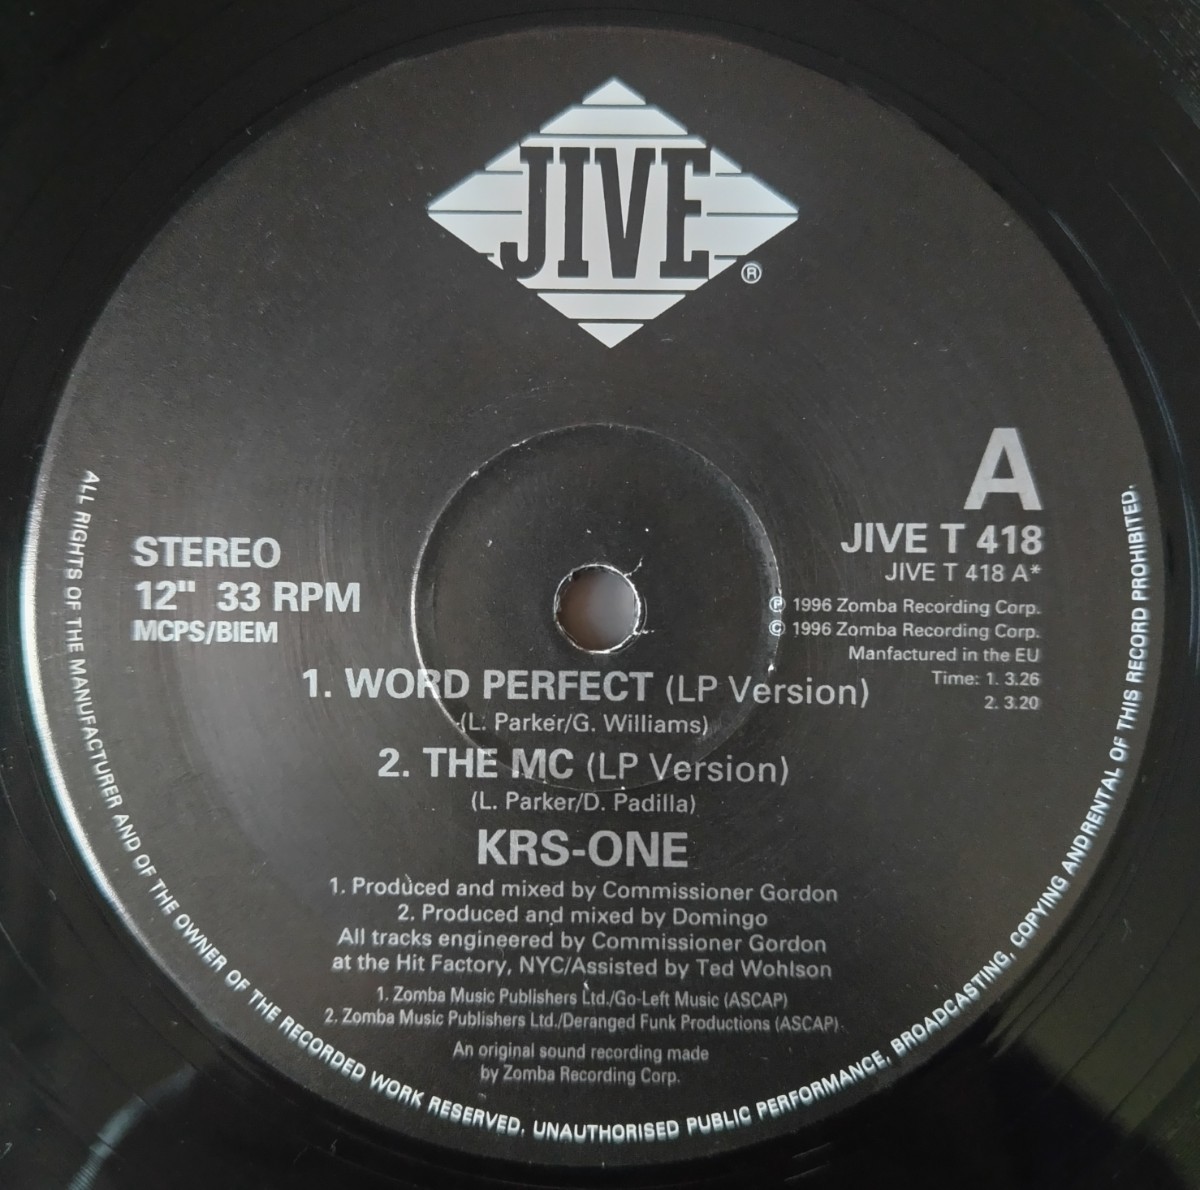 JIVE
®
A
JIVE T 418
JIVE T 418 A*
℗ 1996 Zomba Recording Corp.
© 1996 Zomba Recording Corp.
Manfactured in the EU
Time: 1. 3.26
2. 3.20
STEREO
12" 33 RPM
MCPS/BIEM
1. WORD PERFECT (LP Version)
(L. Parker/G. Williams)
2. THE MC (LP Version)
(L. Parker/D. Padilla)
KRS-ONE
1. Produced and mixed by Commissioner Gordon
2. Produced and mixed by Domingo
All tracks engineered by Commissioner Gordon
at the Hit Factory, NYC/Assisted by Ted Wohlson
1. Zomba Music Publishers Ltd./Go-Left Music (ASCAP)
2. Zomba Music Publishers Ltd./Deranged Funk Productions (ASCAP).
An original sound recording made
by Zomba Recording Corp.
ALL RIGHTS OF THE MANUFACTURER AND OF THE OWNER OF THE RECORDED WORK RESERVED. UNAUTHORISED PUBLIC PERFORMANCE, BROADCASTING, COPYING AND RENTAL OF THIS RECORD PROHIBITED.